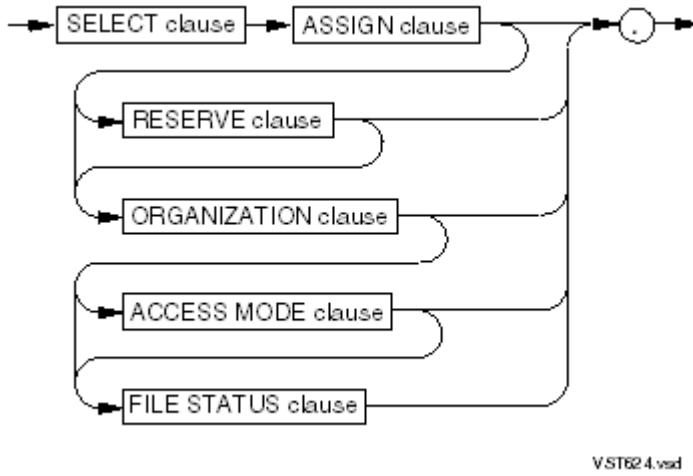 SELECT clause ASSIGN clause .
RESERVE clause
ORGANIZATION clause
ACCESS MODE clause
FILE STATUS clause
VST624.vsd